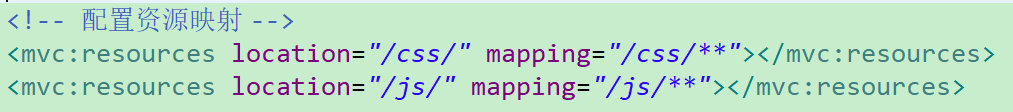 <!-- 配置资源映射 -->
<mvc:resources location="/css/" mapping="/css/**"></mvc:resources>
<mvc:resources location="/js/" mapping="/js/**"></mvc:resources>